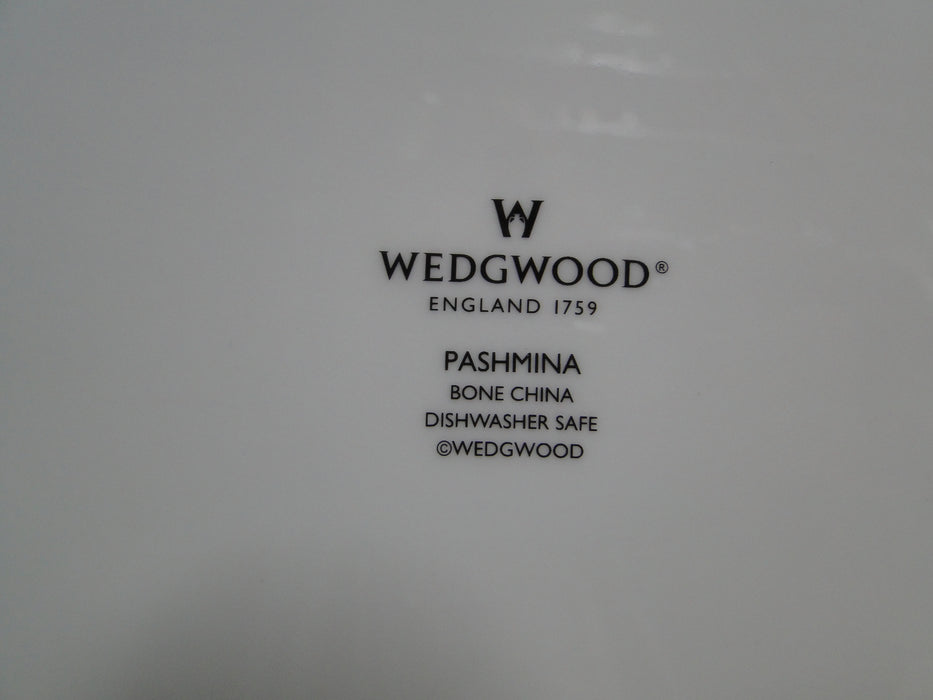 W
WEDGWOOD®
ENGLAND 1759
PASHMINA
BONE CHINA
DISHWASHER SAFE
©WEDGWOOD